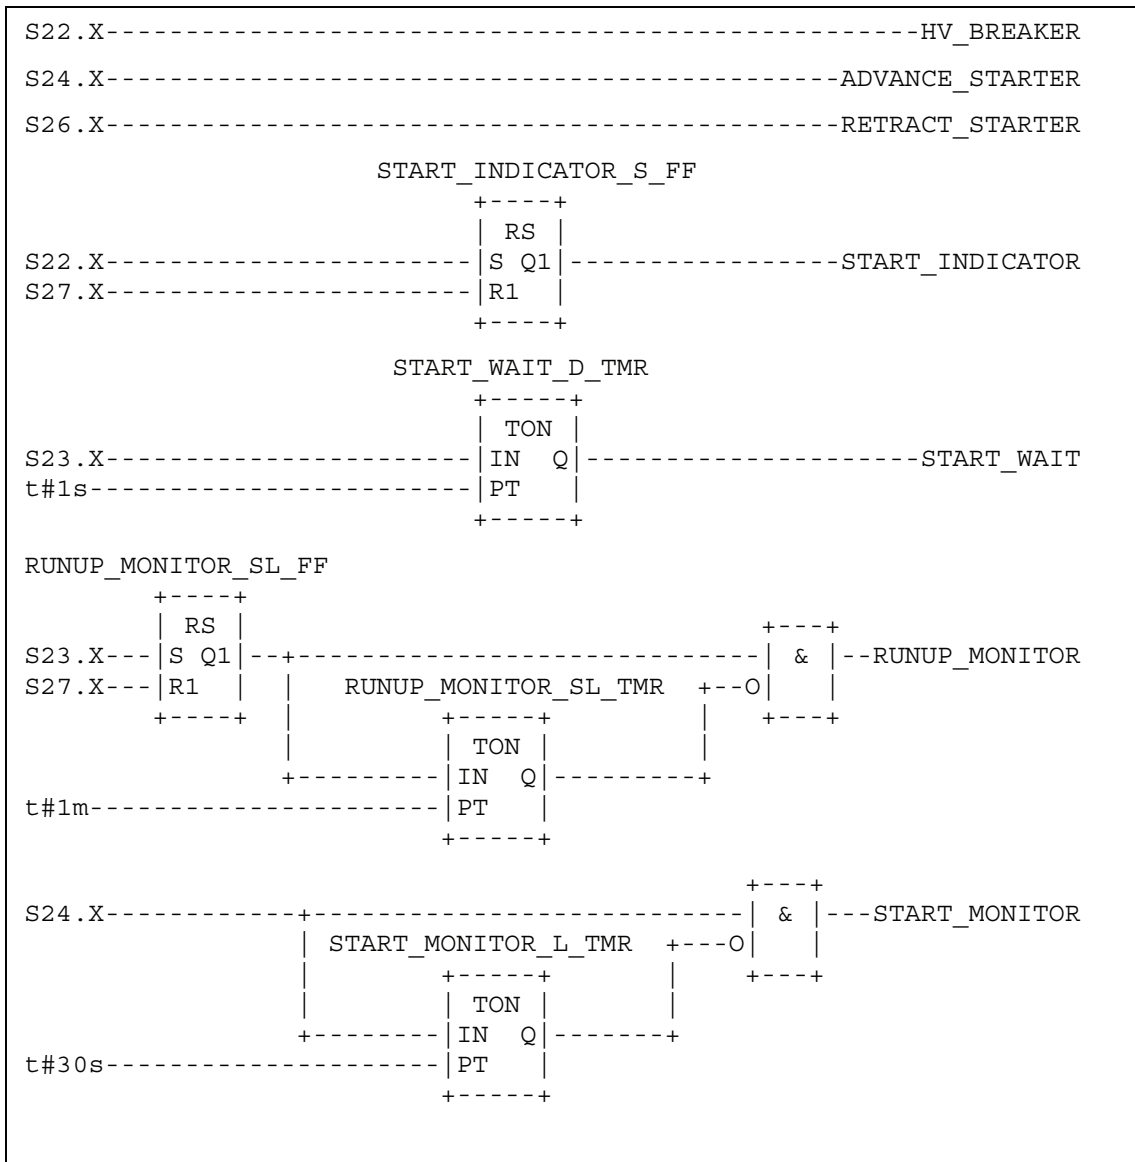 S22.X---------------------------------------------------HV_BREAKER
S24.X----------------------------------------------ADVANCE_STARTER
S26.X----------------------------------------------RETRACT_STARTER
                      START_INDICATOR_S_FF
                            +----+
                            | RS |
S22.X-----------------------|S Q1|-----------------START_INDICATOR
S27.X-----------------------|R1  |
                            +----+
                       START_WAIT_D_TMR
                            +-----+
                            | TON |
S23.X-----------------------|IN  Q|---------------------START_WAIT
t#1s------------------------|PT   |
                            +-----+
RUNUP_MONITOR_SL_FF
        +----+
        | RS |                                +---+
S23.X---|S Q1|--+-----------------------------| & |--RUNUP_MONITOR
S27.X---|R1  |  |   RUNUP_MONITOR_SL_TMR  +--O|   |
        +----+  |         +-----+         |   +---+
                |         | TON |         |
                +---------|IN  Q|---------+
t#1m----------------------|PT   |
                          +-----+
                                             +---+
S24.X------------+---------------------------| & |---START_MONITOR
                 | START_MONITOR_L_TMR  +---O|   |
                 |        +-----+       |    +---+
                 |        | TON |       |
                 +--------|IN  Q|-------+
t#30s---------------------|PT   |
                          +-----+